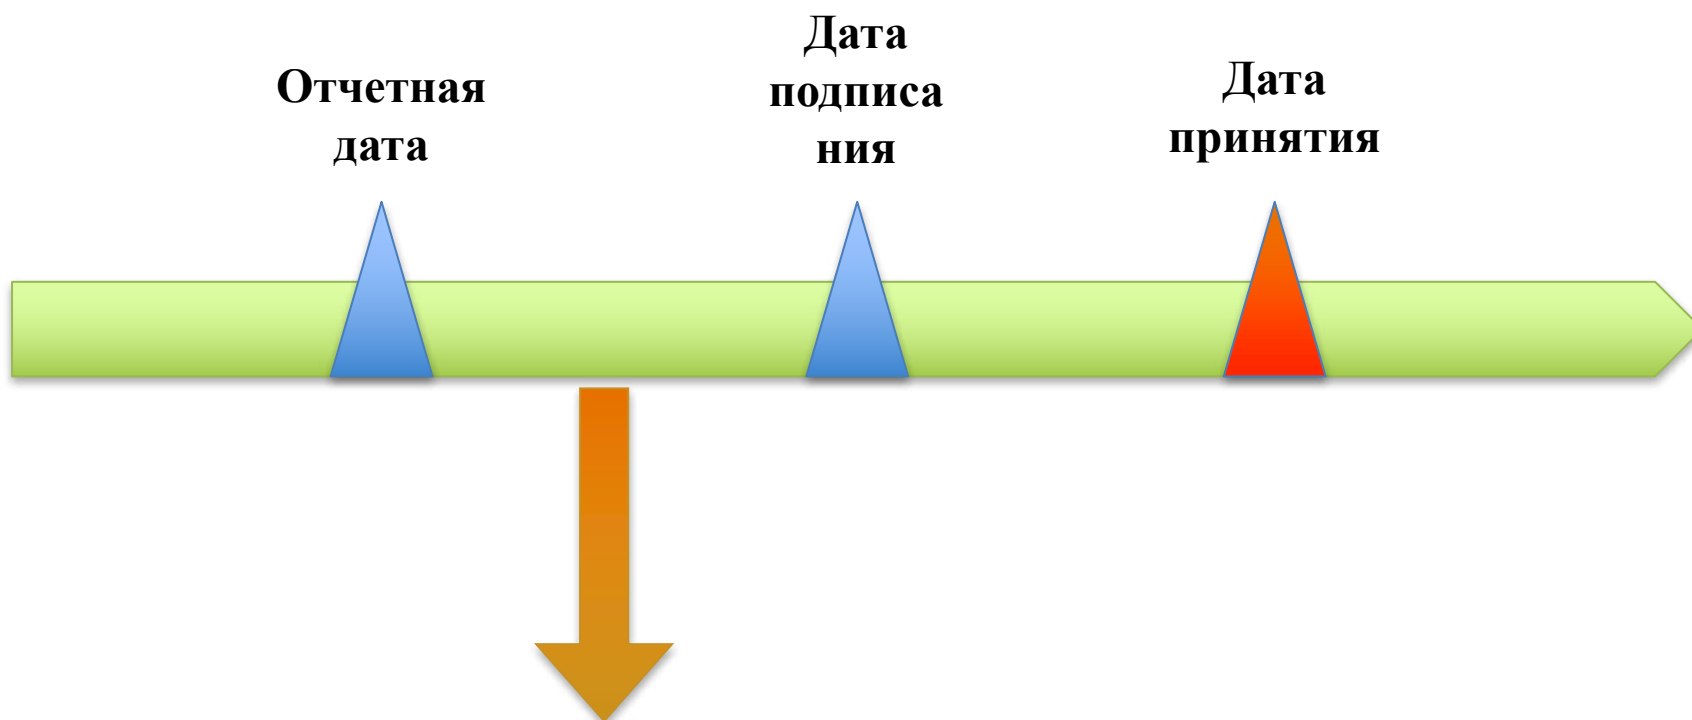 Отчетная
дата
Дата
подписа
ния
Дата
принятия